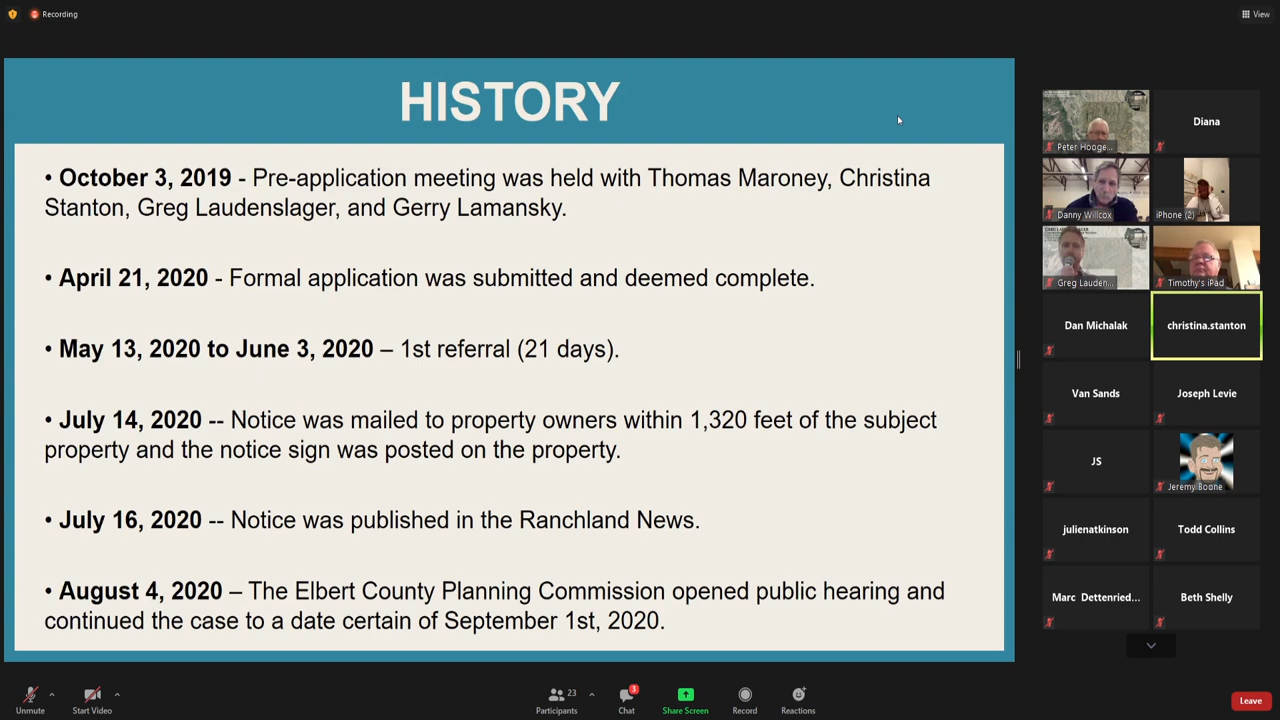 Recording
View
HISTORY
• October 3, 2019 - Pre-application meeting was held with Thomas Maroney, Christina
Stanton, Greg Laudenslager, and Gerry Lamansky.
• April 21, 2020 - Formal application was submitted and deemed complete.
• May 13, 2020 to June 3, 2020 – 1st referral (21 days).
• July 14, 2020 -- Notice was mailed to property owners within 1,320 feet of the subject
property and the notice sign was posted on the property.
• July 16, 2020 -- Notice was published in the Ranchland News.
• August 4, 2020 – The Elbert County Planning Commission opened public hearing and
continued the case to a date certain of September 1st, 2020.
Peter Hooge...
Diana
Danny Willcox
iPhone (2)
Greg Lauden...
Timothy's iPad
Dan Michalak
christina.stanton
Van Sands
Joseph Levie
JS
Jeremy Boone
julienatkinson
Todd Collins
Marc Dettenried...
Beth Shelly
Unmute
Start Video
Participants
23
Chat
3
Share Screen
Record
Reactions
Leave